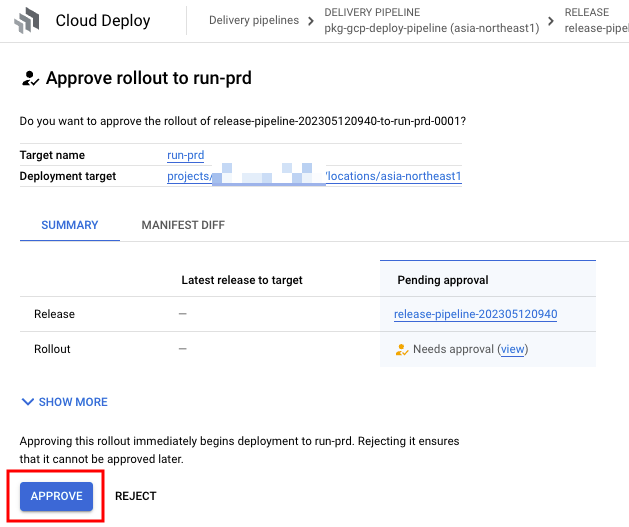 Cloud Deploy
Delivery pipelines
DELIVERY PIPELINE
pkg-gcp-deploy-pipeline (asia-northeast1)
RELEASE
Approve rollout to run-prd
Do you want to approve the rollout of release-pipeline-202305120940-to-run-prd-0001?
Target name run-prd
Deployment target projects/ /locations/asia-northeast1
SUMMARY MANIFEST DIFF
Latest release to target Pending approval
Release — release-pipeline-202305120940
Rollout — Needs approval (view)
SHOW MORE
Approving this rollout immediately begins deployment to run-prd. Rejecting it ensures
that it cannot be approved later.
APPROVE REJECT